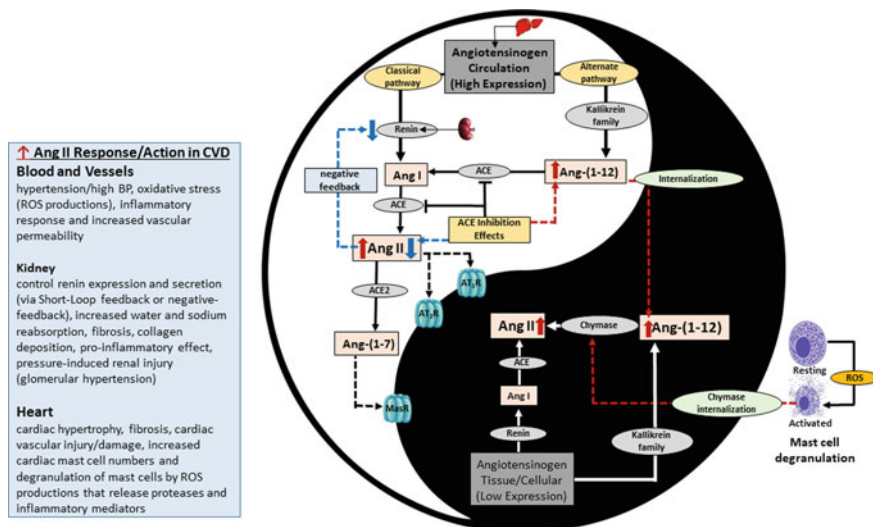 ↑ Ang II Response/Action in CVD
Blood and Vessels
hypertension/high BP, oxidative stress
(ROS productions), inflammatory
response and increased vascular
permeability
Kidney
control renin expression and secretion
(via Short-Loop feedback or negative-
feedback), increased water and sodium
reabsorption, fibrosis, collagen
deposition, pro-inflammatory effect,
pressure-induced renal injury
(glomerular hypertension)
Heart
cardiac hypertrophy, fibrosis, cardiac
vascular injury/damage, increased
cardiac mast cell numbers and
degranulation of mast cells by ROS
productions that release proteases and
inflammatory mediators
Angiotensinogen
Circulation
(High Expression)
Classical
pathway
Alternate
pathway
Renin
Kallikrein
family
negative
feedback
Ang I
ACE
Ang-(1-12)
Internalization
ACE
ACE Inhibition
Effects
Ang II
ACE2
AT₁R
AT₂R
Ang-(1-7)
MasR
Ang II
Chymase
Ang-(1-12)
ACE
Ang I
Renin
Kallikrein
family
Angiotensinogen
Tissue/Cellular
(Low Expression)
Chymase
internalization
Resting
ROS
Activated
Mast cell
degranulation